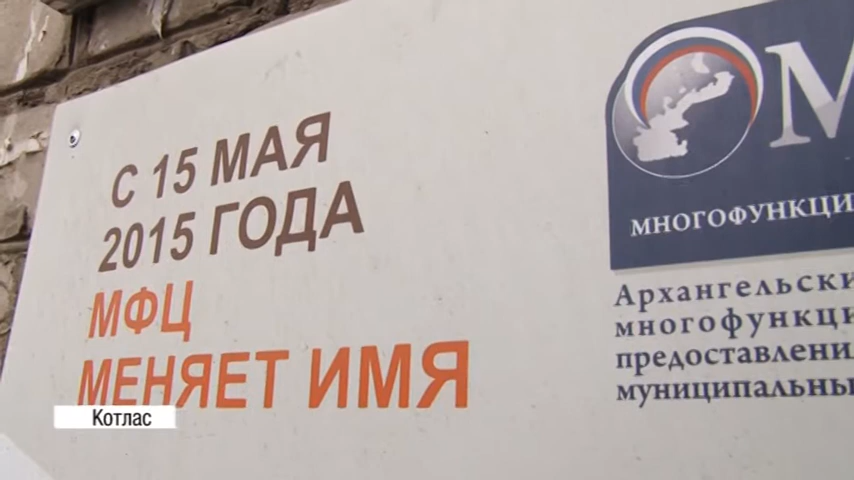 С 15 МАЯ
2015 ГОДА
МФЦ
МЕНЯЕТ ИМЯ
Котлас
М
МНОГОФУНКЦИ
Архангельски
многофункци
предоставлени
муниципальны